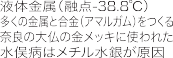 液体金属（融点-38.8℃）
多くの金属と合金（アマルガム）をつくる
奈良の大仏の金メッキに使われた
水俣病はメチル水銀が原因